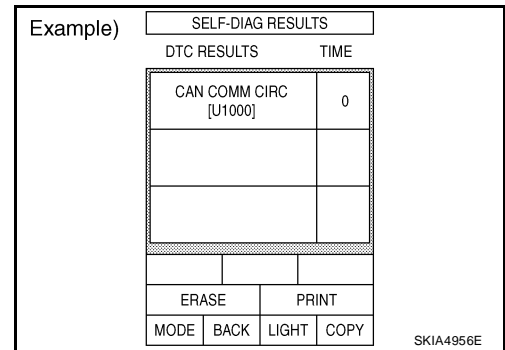 Example)
SELF-DIAG RESULTS
DTC RESULTS TIME
CAN COMM CIRC 0
[U1000]
ERASE PRINT
MODE BACK LIGHT COPY
SKIA4956E